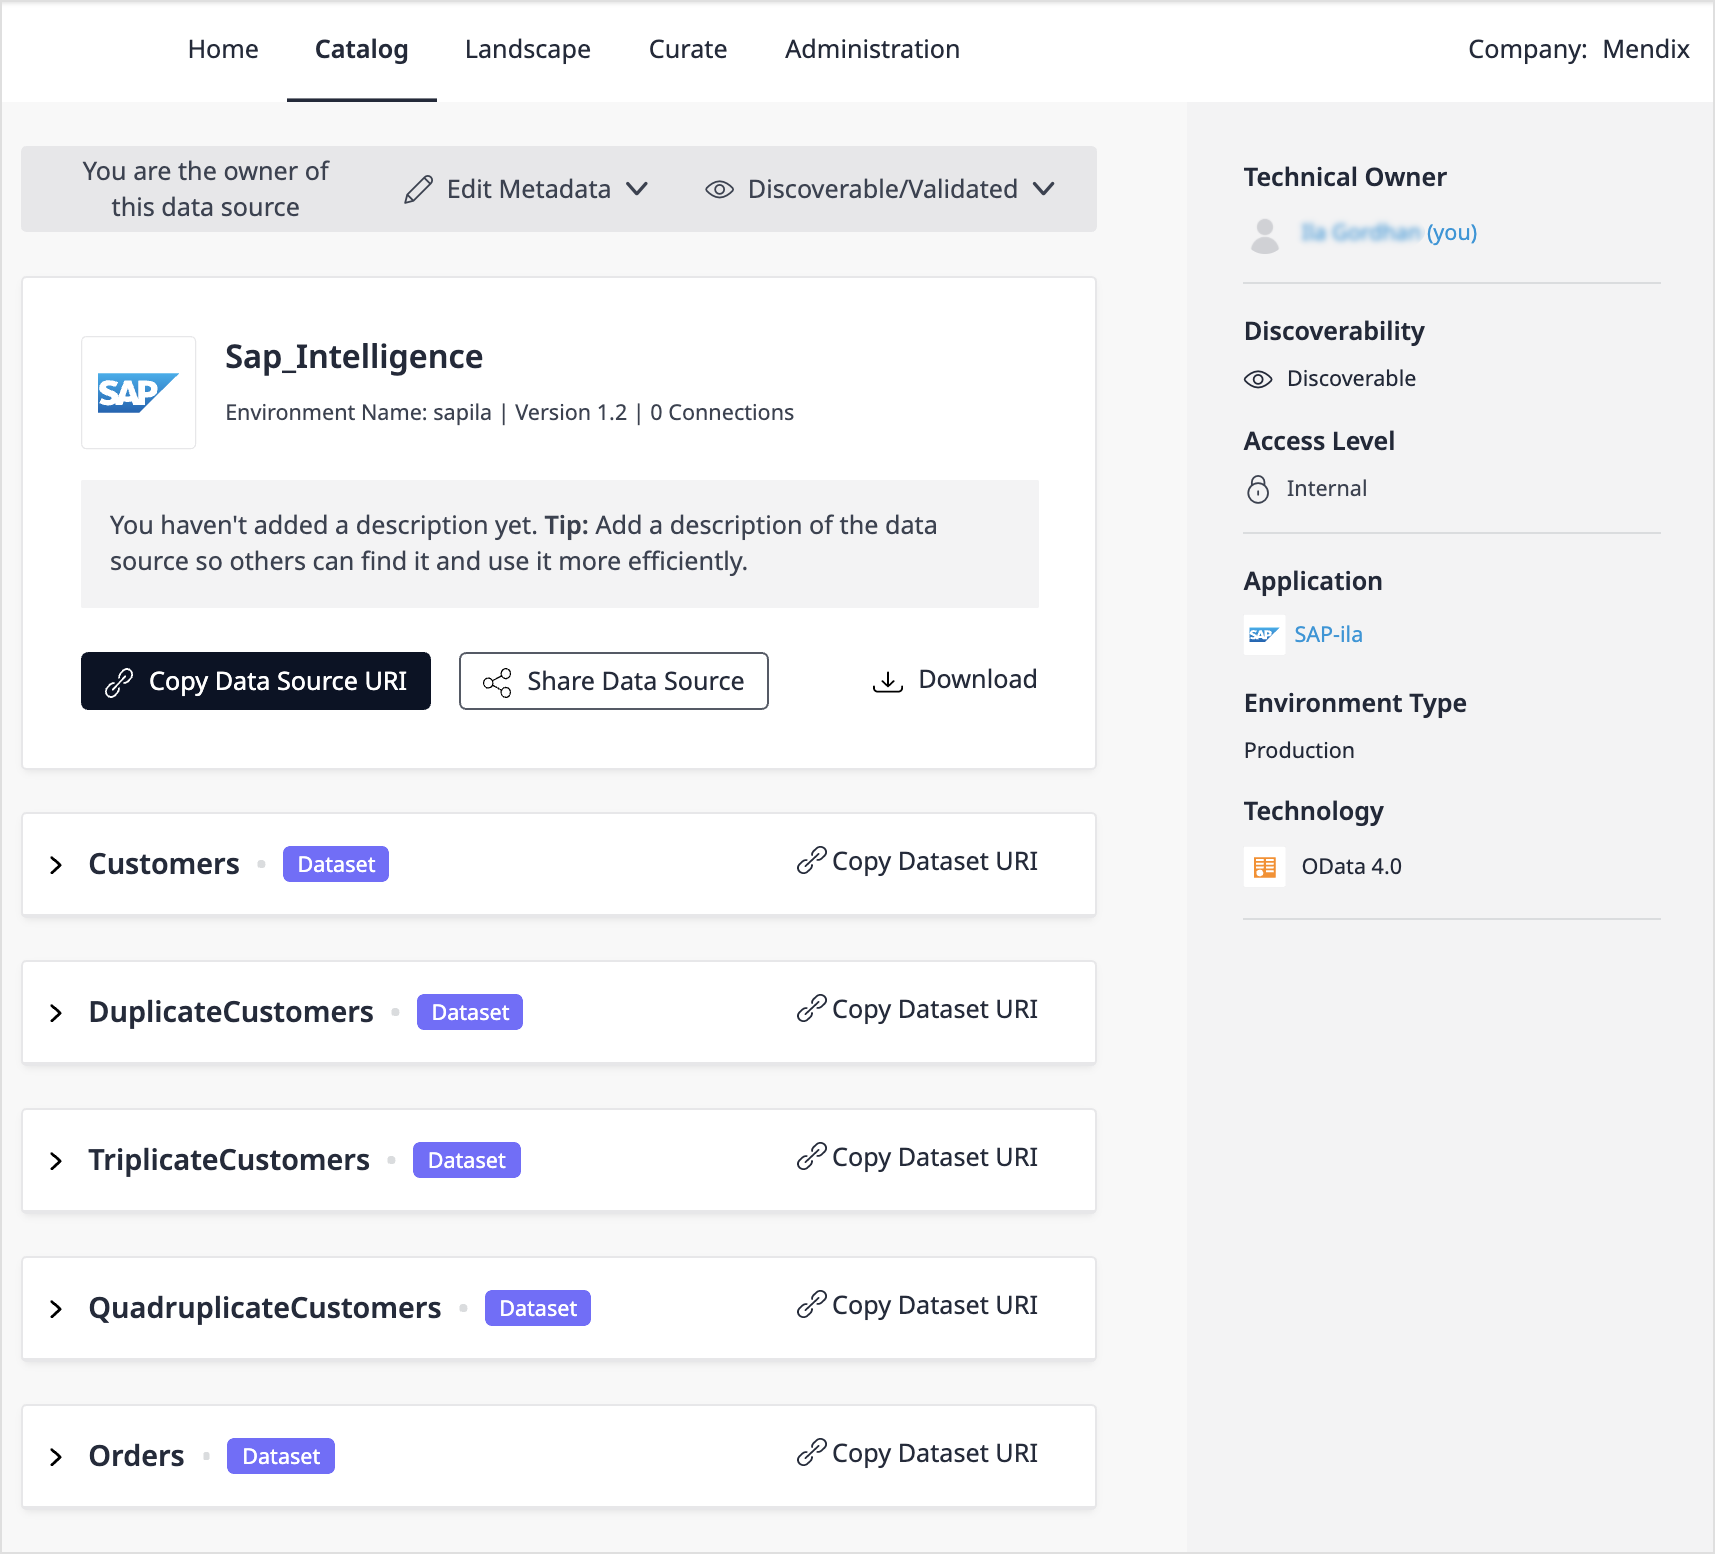 Home Catalog Landscape Curate Administration Company: Mendix
You are the owner of
this data source
Edit Metadata
Discoverable/Validated
SAP
Sap_Intelligence
Environment Name: sapila | Version 1.2 | 0 Connections
You haven't added a description yet. Tip: Add a description of the data
source so others can find it and use it more efficiently.
Copy Data Source URI
Share Data Source
Download
Customers Dataset Copy Dataset URI
DuplicateCustomers Dataset Copy Dataset URI
TriplicateCustomers Dataset Copy Dataset URI
QuadruplicateCustomers Dataset Copy Dataset URI
Orders Dataset Copy Dataset URI
Technical Owner
(you)
Discoverability
Discoverable
Access Level
Internal
Application
SAP SAP-ila
Environment Type
Production
Technology
OData 4.0